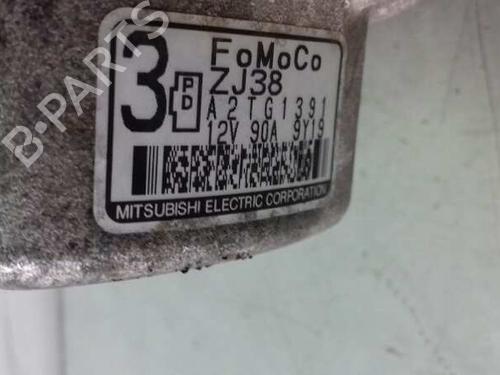 3
PD
FoMoCo
ZJ38
A2TG1391
12V 90A 9Y19
MITSUBISHI ELECTRIC CORPORATION
B-PARTS